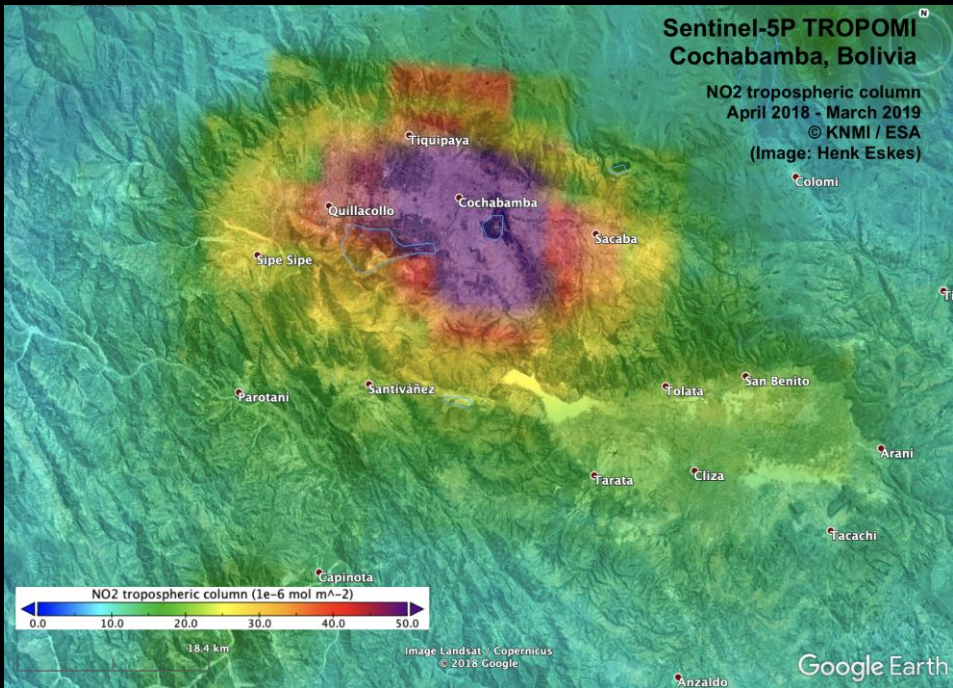 Sentinel-5P TROPOMI
Cochabamba, Bolivia
N
NO2 tropospheric column
April 2018 - March 2019
© KNMI / ESA
(Image: Henk Eskes)
Tiquipaya
Colomi
Cochabamba
Quillacollo
Sacaba
Sipe Sipe
Ti
San Benito
Santiváñez
Tolata
Parotani
Arani
Tarata
Cliza
Tacachi
Capinota
NO2 tropospheric column (1e-6 mol m^-2)
0.0 10.0 20.0 30.0 40.0 50.0
18.4 km
Image Landsat / Copernicus
© 2018 Google
Google Earth
Anzaldo